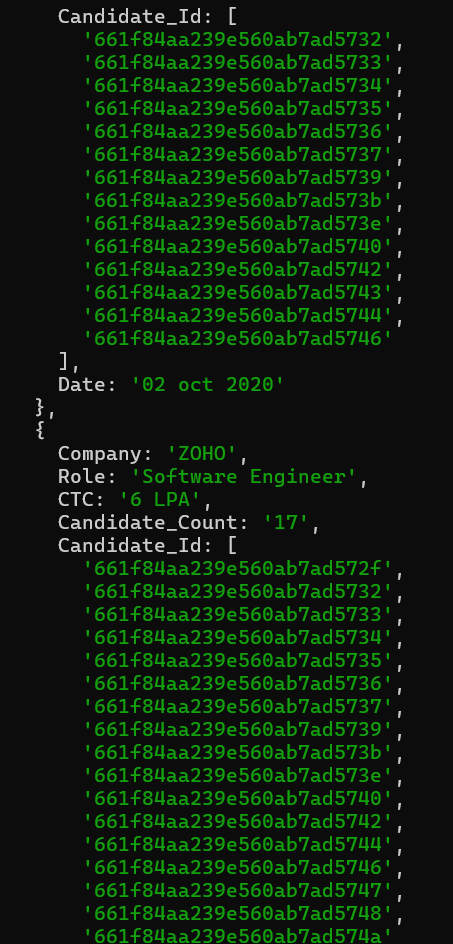 Candidate_Id: [
'661f84aa239e560ab7ad5732',
'661f84aa239e560ab7ad5733',
'661f84aa239e560ab7ad5734',
'661f84aa239e560ab7ad5735',
'661f84aa239e560ab7ad5736',
'661f84aa239e560ab7ad5737',
'661f84aa239e560ab7ad5739',
'661f84aa239e560ab7ad573b',
'661f84aa239e560ab7ad573e',
'661f84aa239e560ab7ad5740',
'661f84aa239e560ab7ad5742',
'661f84aa239e560ab7ad5743',
'661f84aa239e560ab7ad5744',
'661f84aa239e560ab7ad5746'
],
Date: '02 oct 2020'
},
{
Company: 'ZOHO',
Role: 'Software Engineer',
CTC: '6 LPA',
Candidate_Count: '17',
Candidate_Id: [
'661f84aa239e560ab7ad572f',
'661f84aa239e560ab7ad5732',
'661f84aa239e560ab7ad5733',
'661f84aa239e560ab7ad5734',
'661f84aa239e560ab7ad5735',
'661f84aa239e560ab7ad5736',
'661f84aa239e560ab7ad5737',
'661f84aa239e560ab7ad5739',
'661f84aa239e560ab7ad573b',
'661f84aa239e560ab7ad573e',
'661f84aa239e560ab7ad5740',
'661f84aa239e560ab7ad5742',
'661f84aa239e560ab7ad5744',
'661f84aa239e560ab7ad5746',
'661f84aa239e560ab7ad5747',
'661f84aa239e560ab7ad5748',
'661f84aa239e560ab7ad574a'